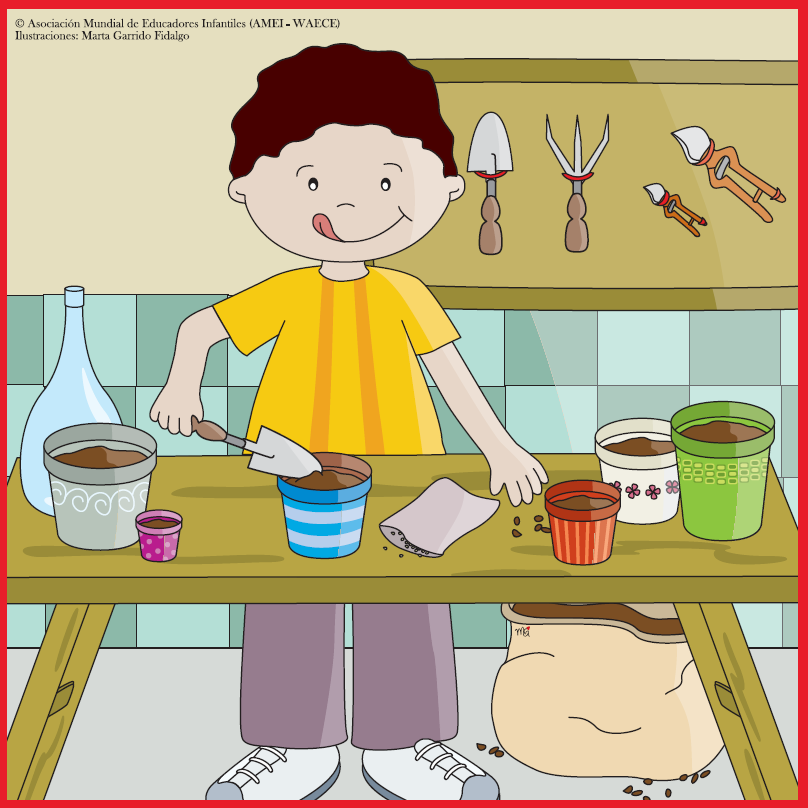 © Asociación Mundial de Educadores Infantiles (AMEI - WAECE)
Ilustraciones: Marta Garrido Fidalgo